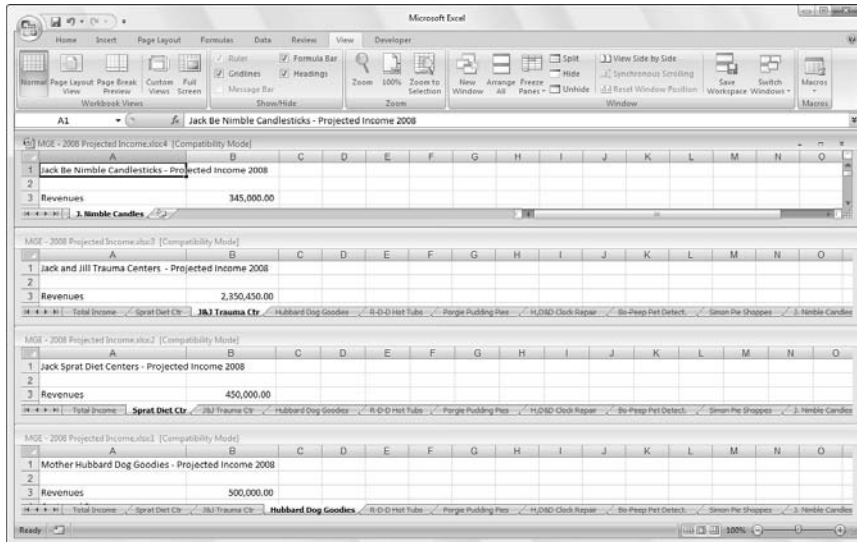 Microsoft Excel
Home Insert Page Layout Formulas Data Review View Developer
Normal Page Layout View Page Break Preview Custom Views Full Screen
Workbook Views
Ruler Formula Bar
Gridlines Headings
Message Bar
Show/Hide
Zoom 100% Zoom to Selection
Zoom
New Window Arrange All Freeze Panes
Split
Hide
Unhide
View Side by Side
Synchronous Scrolling
Reset Window Position
Window
Save Workspace Switch Windows
Macros
Macros
A1 fx Jack Be Nimble Candlesticks - Projected Income 2008
MGE - 2008 Projected Income.xlsx:4 [Compatibility Mode]
A B C D E F G H I J K L M N O
1 Jack Be Nimble Candlesticks - Projected Income 2008
2
3 Revenues 345,000.00
J. Nimble Candles
MGE - 2008 Projected Income.xlsx:3 [Compatibility Mode]
A B C D E F G H I J K L M N O
1 Jack and Jill Trauma Centers - Projected Income 2008
2
3 Revenues 2,350,450.00
Total Income Sprat Diet Ctr J&J Trauma Ctr Hubbard Dog Goodies R-D-D Hot Tubs Porgie Pudding Pies H,D&D Clock Repair Bo-Peep Pet Detect. Simon Pie Shoppes J. Nimble Candles
MGE - 2008 Projected Income.xlsx:2 [Compatibility Mode]
A B C D E F G H I J K L M N O
1 Jack Sprat Diet Centers - Projected Income 2008
2
3 Revenues 450,000.00
Total Income Sprat Diet Ctr J&J Trauma Ctr Hubbard Dog Goodies R-D-D Hot Tubs Porgie Pudding Pies H,D&D Clock Repair Bo-Peep Pet Detect. Simon Pie Shoppes J. Nimble Candles
MGE - 2008 Projected Income.xlsx:1 [Compatibility Mode]
A B C D E F G H I J K L M N O
1 Mother Hubbard Dog Goodies - Projected Income 2008
2
3 Revenues 500,000.00
Total Income Sprat Diet Ctr J&J Trauma Ctr Hubbard Dog Goodies R-D-D Hot Tubs Porgie Pudding Pies H,D&D Clock Repair Bo-Peep Pet Detect. Simon Pie Shoppes J. Nimble Candles
Ready 100%